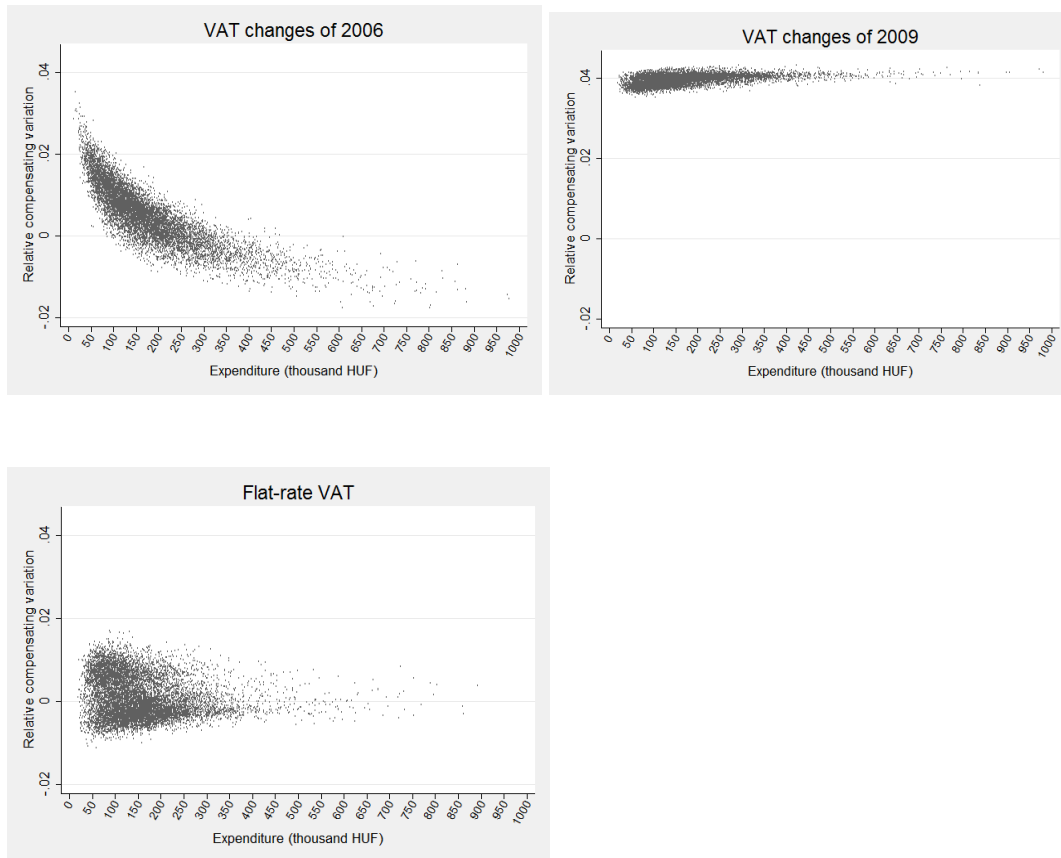 VAT changes of 2006
Relative compensating variation
.04
.02
0
-.02
0 50 100 150 200 250 300 350 400 450 500 550 600 650 700 750 800 850 900 950 1000
Expenditure (thousand HUF)
VAT changes of 2009
Relative compensating variation
.04
.02
0
-.02
0 50 100 150 200 250 300 350 400 450 500 550 600 650 700 750 800 850 900 950 1000
Expenditure (thousand HUF)
Flat-rate VAT
Relative compensating variation
.04
.02
0
-.02
0 50 100 150 200 250 300 350 400 450 500 550 600 650 700 750 800 850 900 950 1000
Expenditure (thousand HUF)